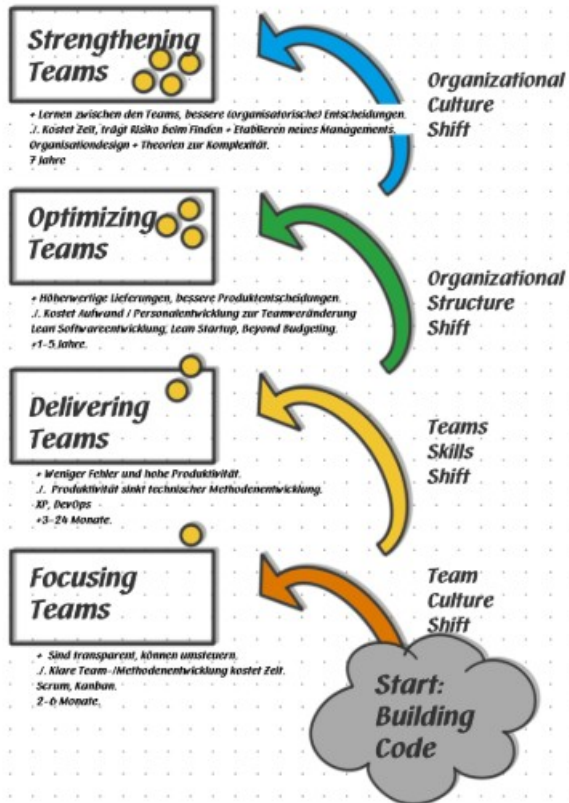 Strengthening
Teams
+ Lernen zwischen den Teams, bessere (organisatorische) Entscheidungen.
./. Kostet Zeit, trägt Risiko beim Finden + Etablieren neues Managements.
Organisationdesign + Theorien zur Komplexität.
7 Jahre
Organizational
Culture
Shift
Optimizing
Teams
+ Höherwertige Lieferungen, bessere Produktentscheidungen.
./. Kostet Aufwand / Personalentwicklung zur Teamveränderung
Lean Softwareentwicklung, Lean Startup, Beyond Budgeting.
+1-5 Jahre.
Organizational
Structure
Shift
Delivering
Teams
+ Weniger Fehler und hohe Produktivität.
./. Produktivität sinkt technischer Methodenentwicklung.
XP, DevOps
+3-24 Monate.
Teams
Skills
Shift
Focusing
Teams
+ Sind transparent, können umsteuern.
./. Klare Team-/Methodenentwicklung kostet Zeit.
Scrum, Kanban.
2-6 Monate.
Team
Culture
Shift
Start:
Building
Code